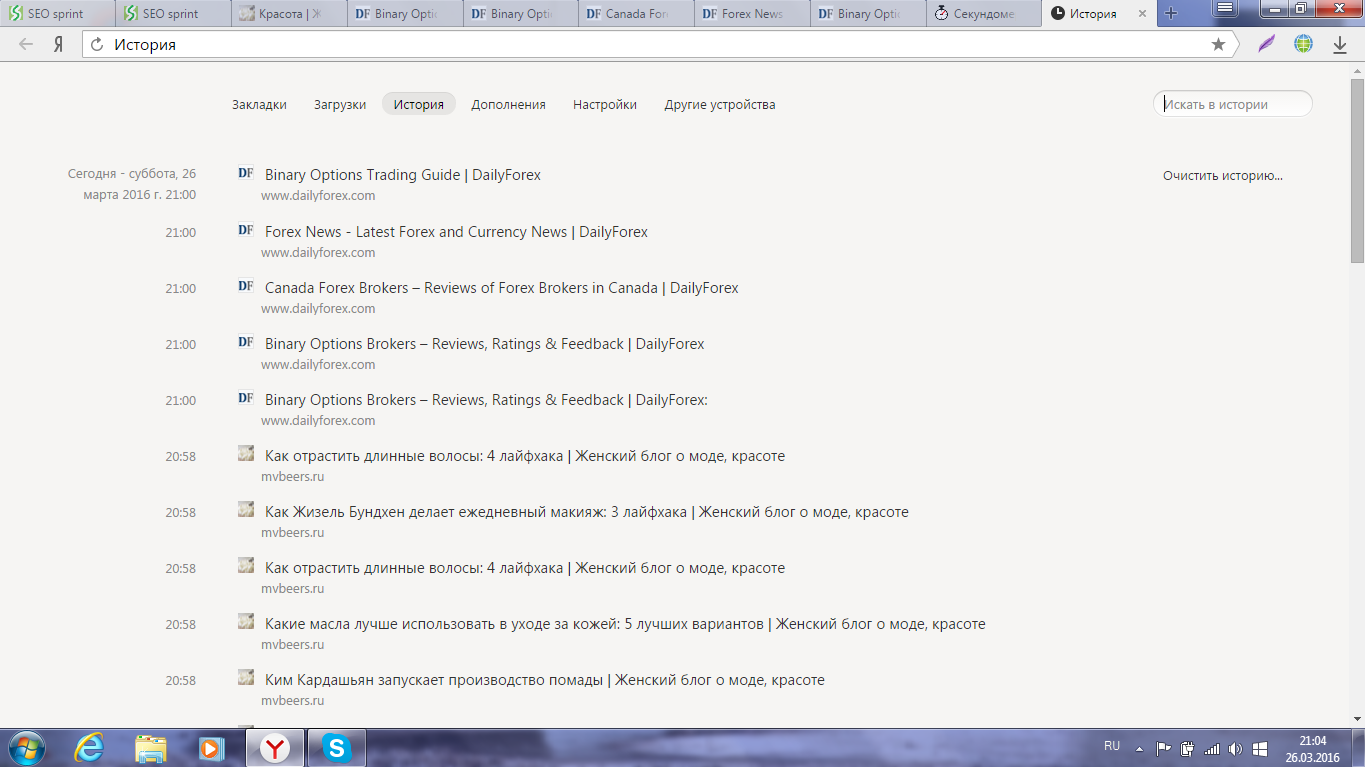 SEO sprint
SEO sprint
Красота | Ж
DF Binary Optic
DF Binary Optic
DF Canada For
DF Forex News
DF Binary Optic
Секундоме
История
Я
История
Закладки
Загрузки
История
Дополнения
Настройки
Другие устройства
Искать в истории
Сегодня - суббота, 26
марта 2016 г. 21:00
DF Binary Options Trading Guide | DailyForex
www.dailyforex.com
Очистить историю...
21:00 DF Forex News - Latest Forex and Currency News | DailyForex
www.dailyforex.com
21:00 DF Canada Forex Brokers – Reviews of Forex Brokers in Canada | DailyForex
www.dailyforex.com
21:00 DF Binary Options Brokers – Reviews, Ratings & Feedback | DailyForex
www.dailyforex.com
21:00 DF Binary Options Brokers – Reviews, Ratings & Feedback | DailyForex:
www.dailyforex.com
20:58 Как отрастить длинные волосы: 4 лайфхака | Женский блог о моде, красоте
mvbeers.ru
20:58 Как Жизель Бундхен делает ежедневный макияж: 3 лайфхака | Женский блог о моде, красоте
mvbeers.ru
20:58 Как отрастить длинные волосы: 4 лайфхака | Женский блог о моде, красоте
mvbeers.ru
20:58 Какие масла лучше использовать в уходе за кожей: 5 лучших вариантов | Женский блог о моде, красоте
mvbeers.ru
20:58 Ким Кардашьян запускает производство помады | Женский блог о моде, красоте
mvbeers.ru
RU
21:04
26.03.2016